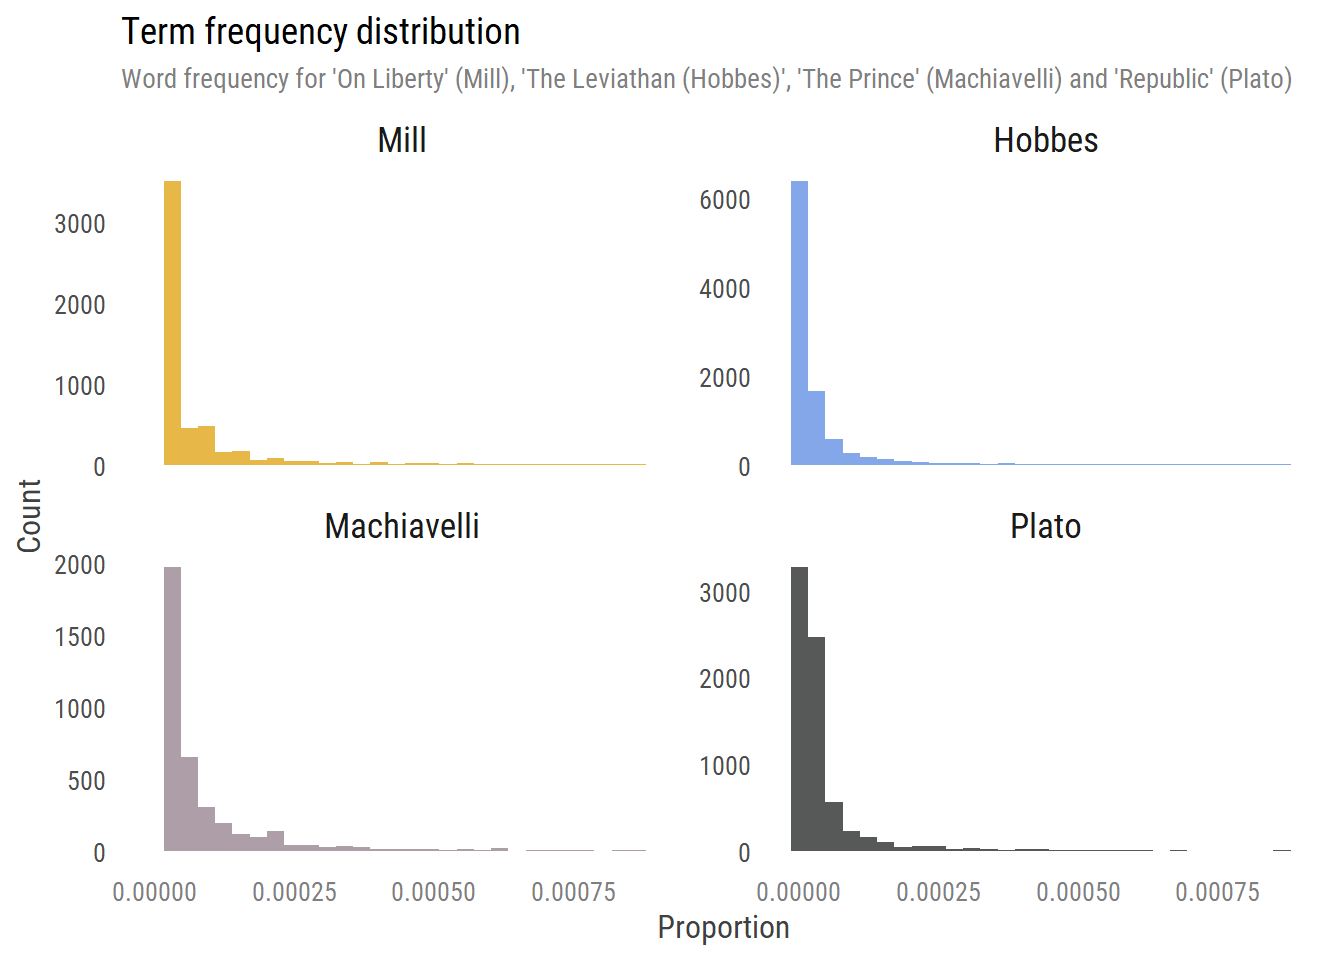 Term frequency distribution
Word frequency for 'On Liberty' (Mill), 'The Leviathan (Hobbes)', 'The Prince' (Machiavelli) and 'Republic' (Plato)
Mill
3000
2000
1000
0
Hobbes
6000
4000
2000
0
Count
Machiavelli
2000
1500
1000
500
0
0.00000 0.00025 0.00050 0.00075
Plato
3000
2000
1000
0
0.00000 0.00025 0.00050 0.00075
Proportion